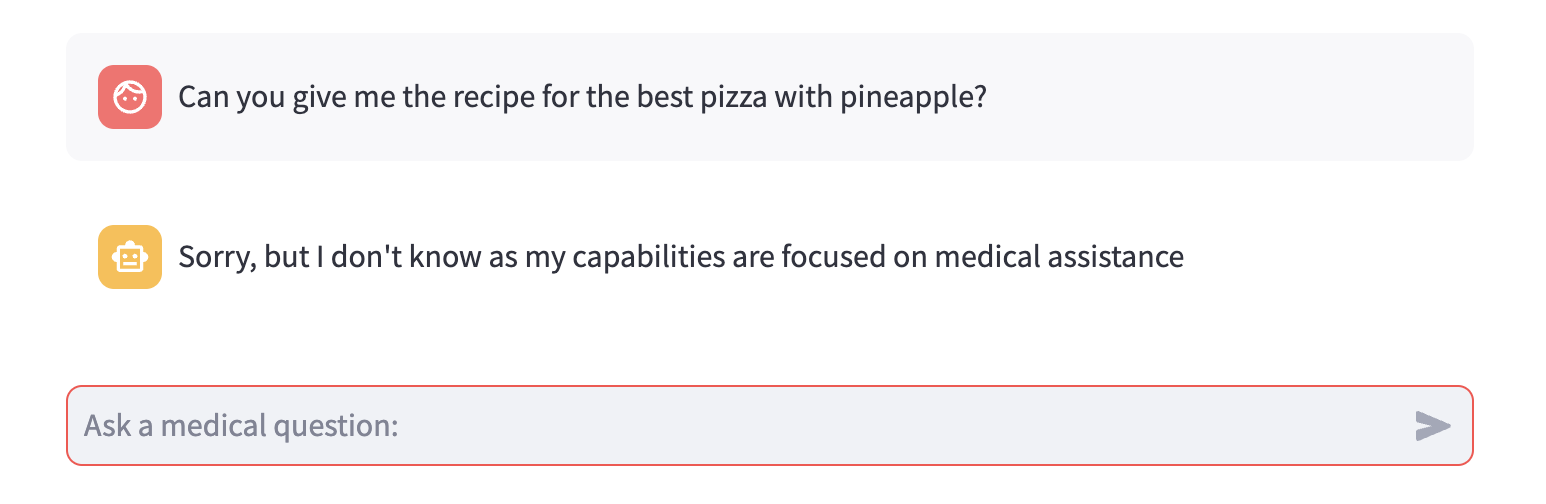 Can you give me the recipe for the best pizza with pineapple?
Sorry, but I don't know as my capabilities are focused on medical assistance
Ask a medical question: